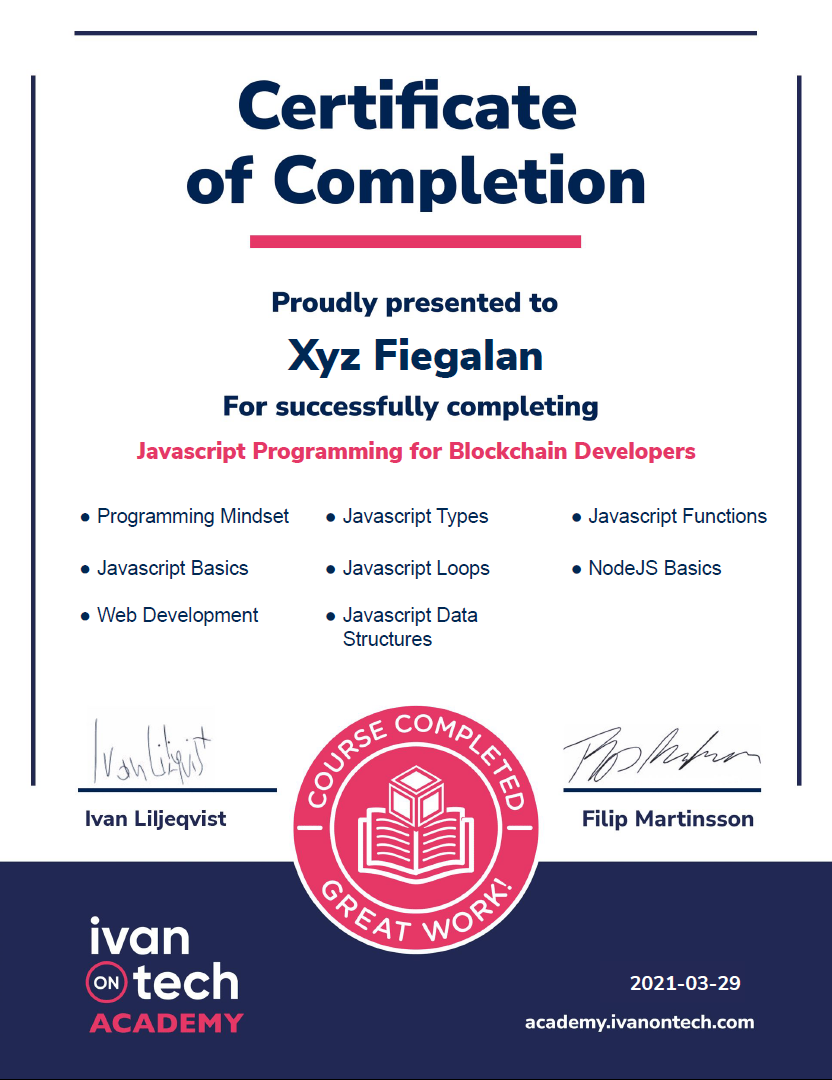 Certificate
of Completion
Proudly presented to
Xyz Fiegalan
For successfully completing
Javascript Programming for Blockchain Developers
● Programming Mindset
● Javascript Types
● Javascript Functions
● Javascript Basics
● Javascript Loops
● NodeJS Basics
● Web Development
● Javascript Data
Structures
Ivan Liljeqvist
Ivan Liljeqvist
Filip Martinsson
COURSE COMPLETED
GREAT WORK!
ivan
ON tech
ACADEMY
2021-03-29
academy.ivanontech.com